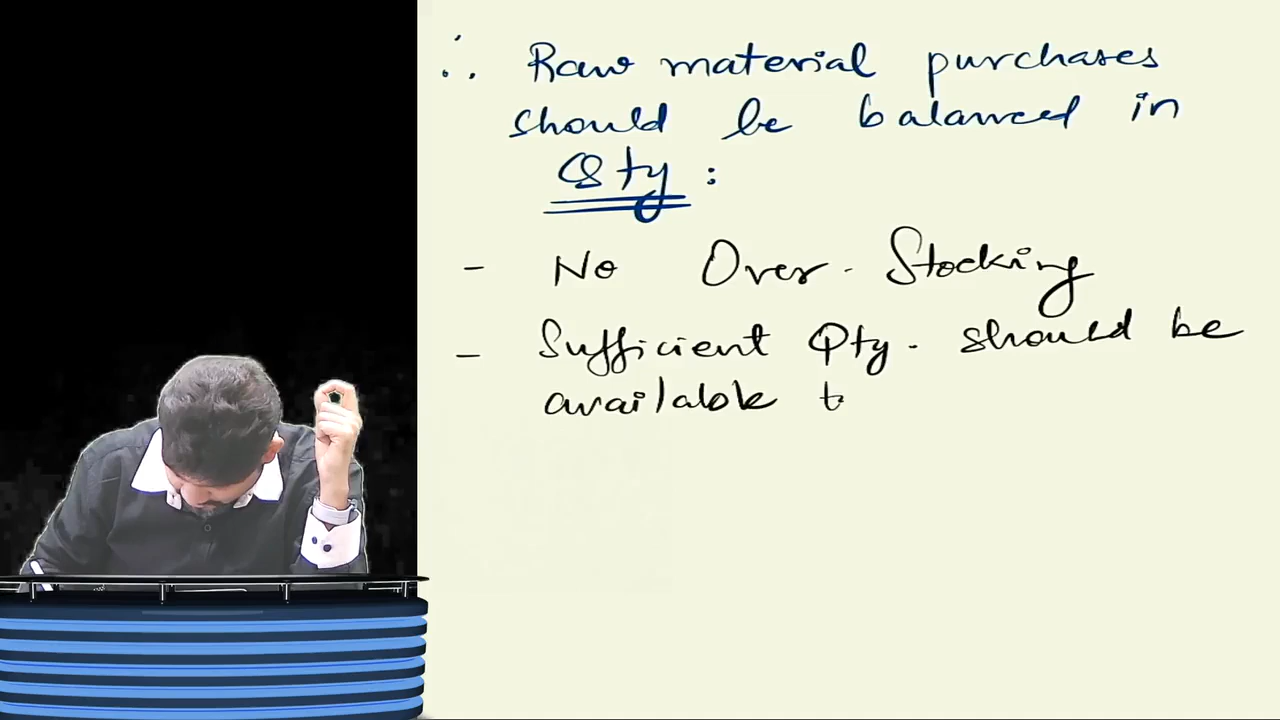 ∴ Raw material purchases
should be balanced in
Qty :
- No Over-Stocking
- Sufficient Qty. should be
available t